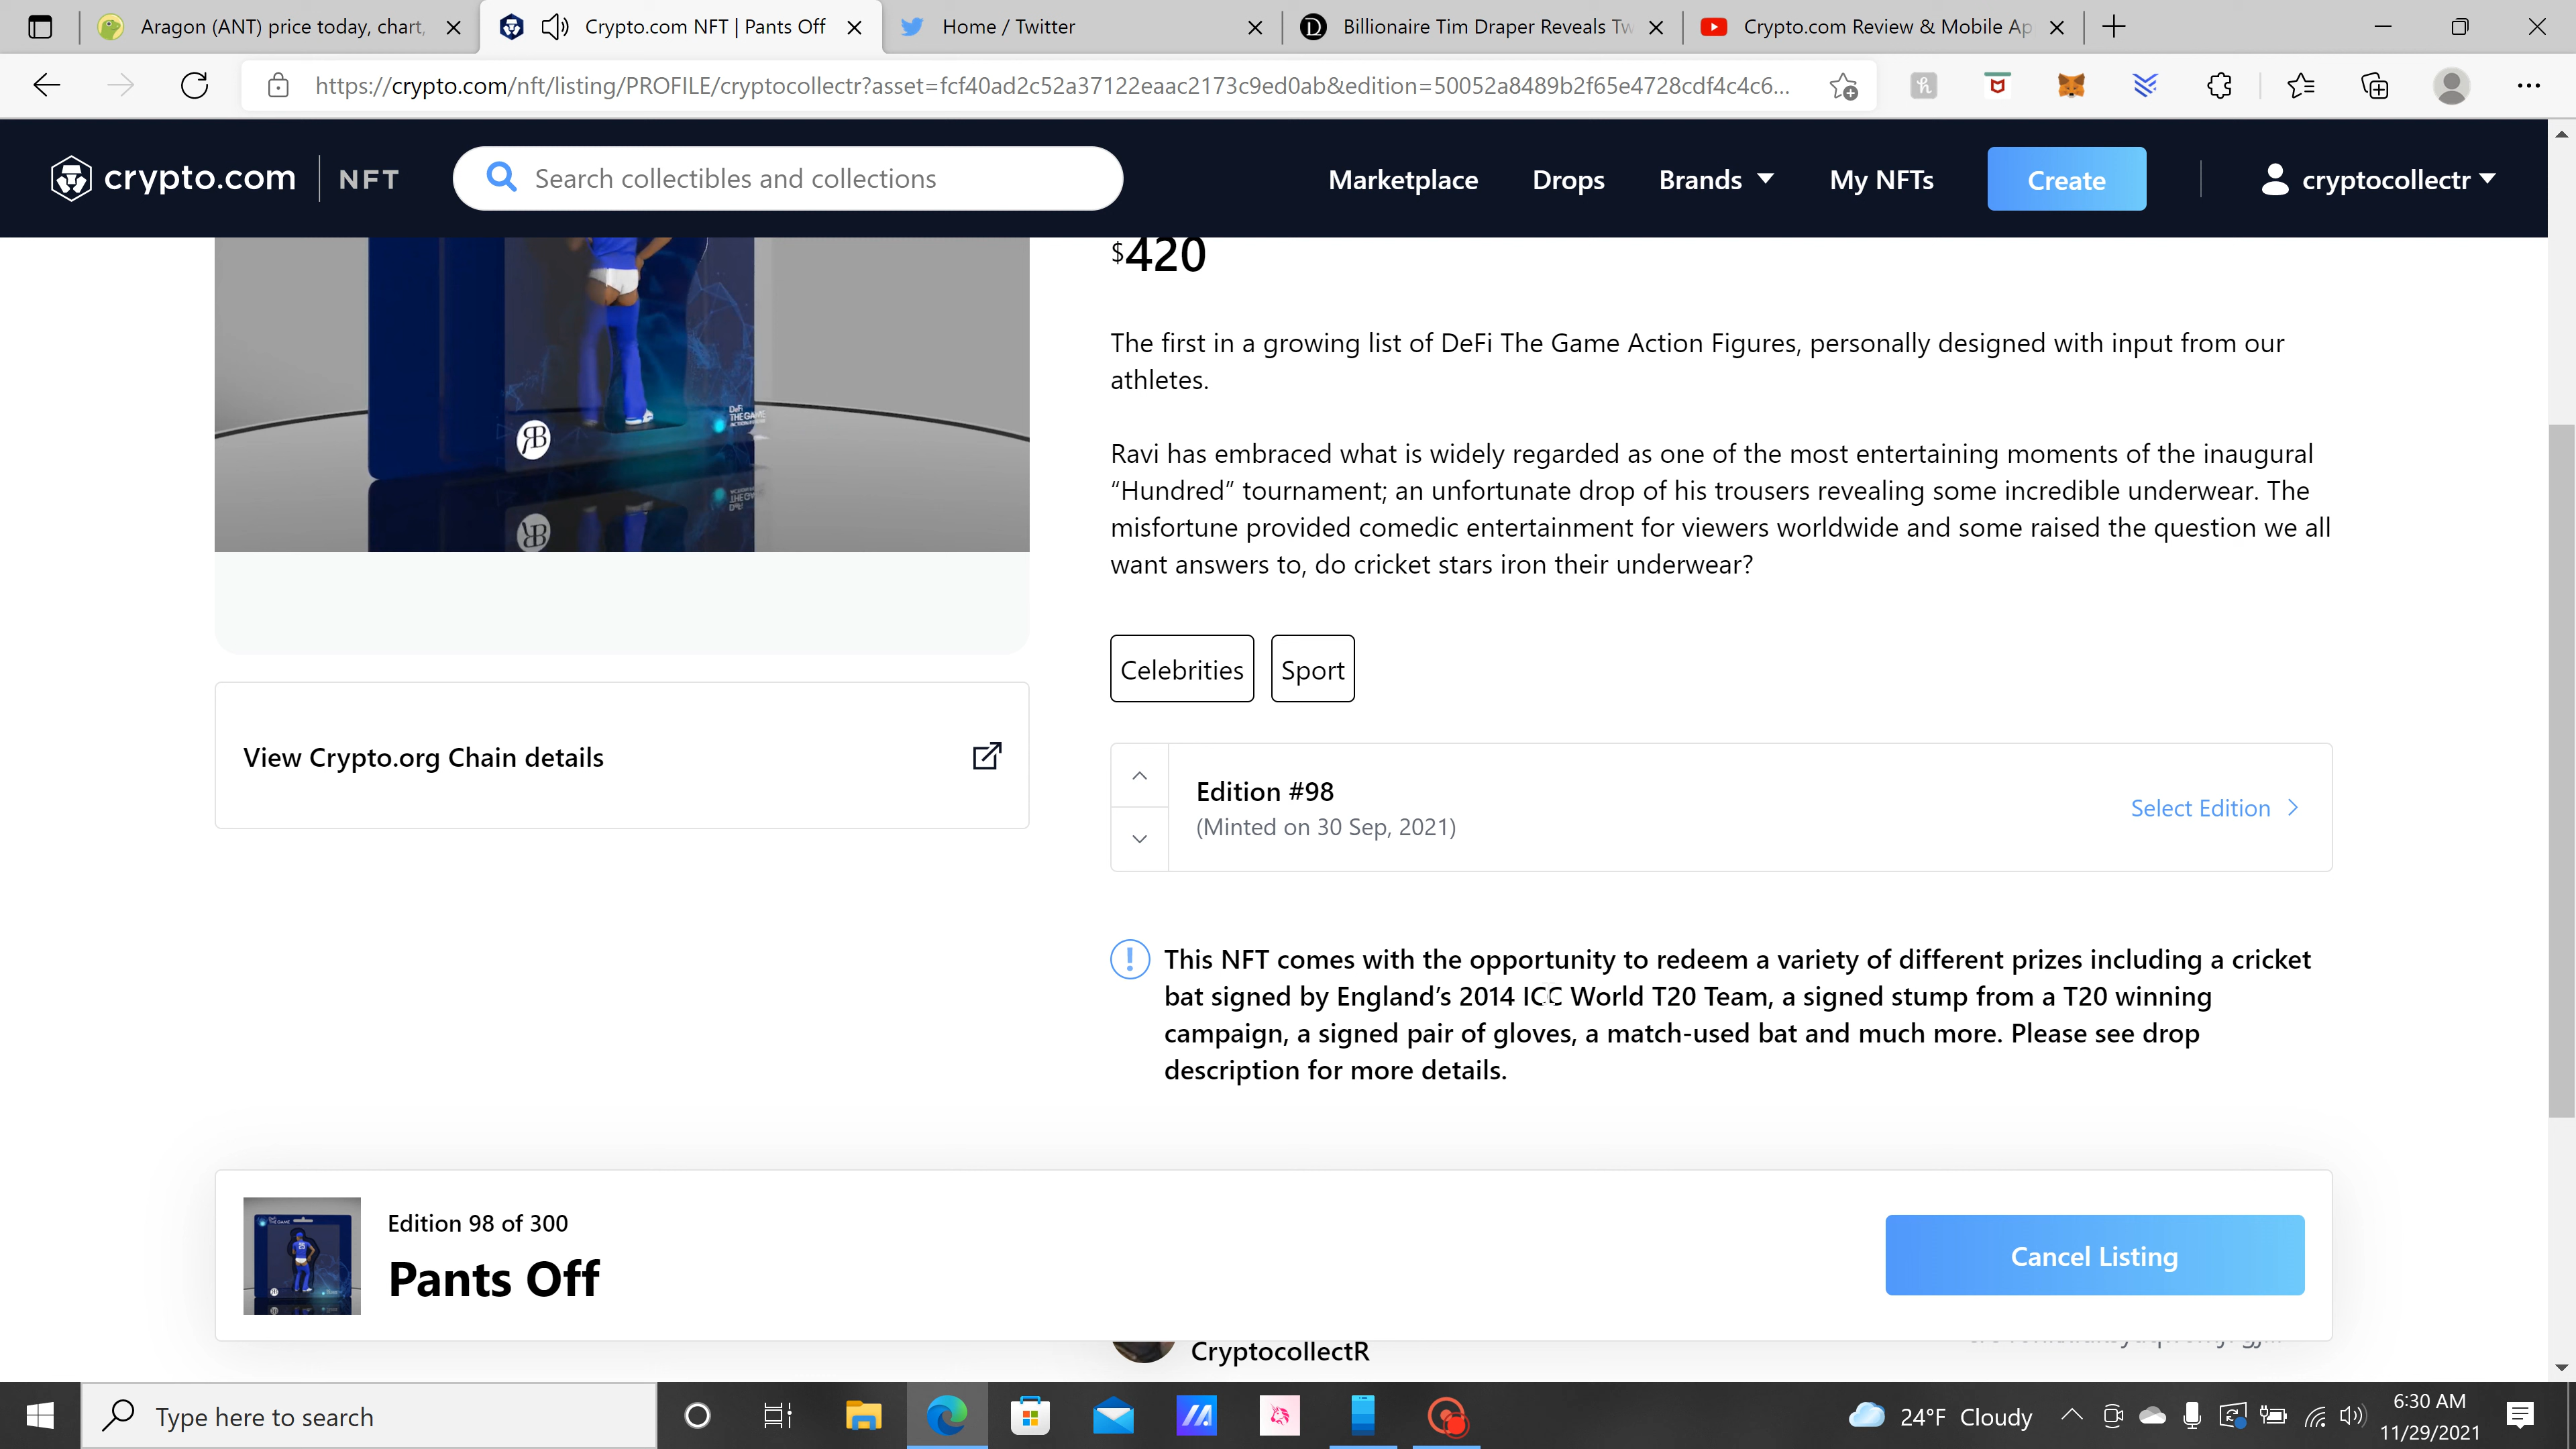 Aragon (ANT) price today, chart,
Crypto.com NFT | Pants Off
Home / Twitter
Billionaire Tim Draper Reveals Tw
Crypto.com Review & Mobile Ap
https://crypto.com/nft/listing/PROFILE/cryptocollectr?asset=fcf40ad2c52a37122eaac2173c9ed0ab&edition=50052a8489b2f65e4728cdf4c4c6...
crypto.com NFT
Search collectibles and collections
Marketplace
Drops
Brands
My NFTs
Create
cryptocollectr
$420
The first in a growing list of DeFi The Game Action Figures, personally designed with input from our
athletes.
Ravi has embraced what is widely regarded as one of the most entertaining moments of the inaugural
“Hundred” tournament; an unfortunate drop of his trousers revealing some incredible underwear. The
misfortune provided comedic entertainment for viewers worldwide and some raised the question we all
want answers to, do cricket stars iron their underwear?
DeFi
THE GAME
RB
Celebrities
Sport
View Crypto.org Chain details
Edition #98
(Minted on 30 Sep, 2021)
Select Edition
This NFT comes with the opportunity to redeem a variety of different prizes including a cricket
bat signed by England’s 2014 ICC World T20 Team, a signed stump from a T20 winning
campaign, a signed pair of gloves, a match-used bat and much more. Please see drop
description for more details.
Edition 98 of 300
Pants Off
Cancel Listing
CryptocollectR
Type here to search
24°F Cloudy
6:30 AM
11/29/2021